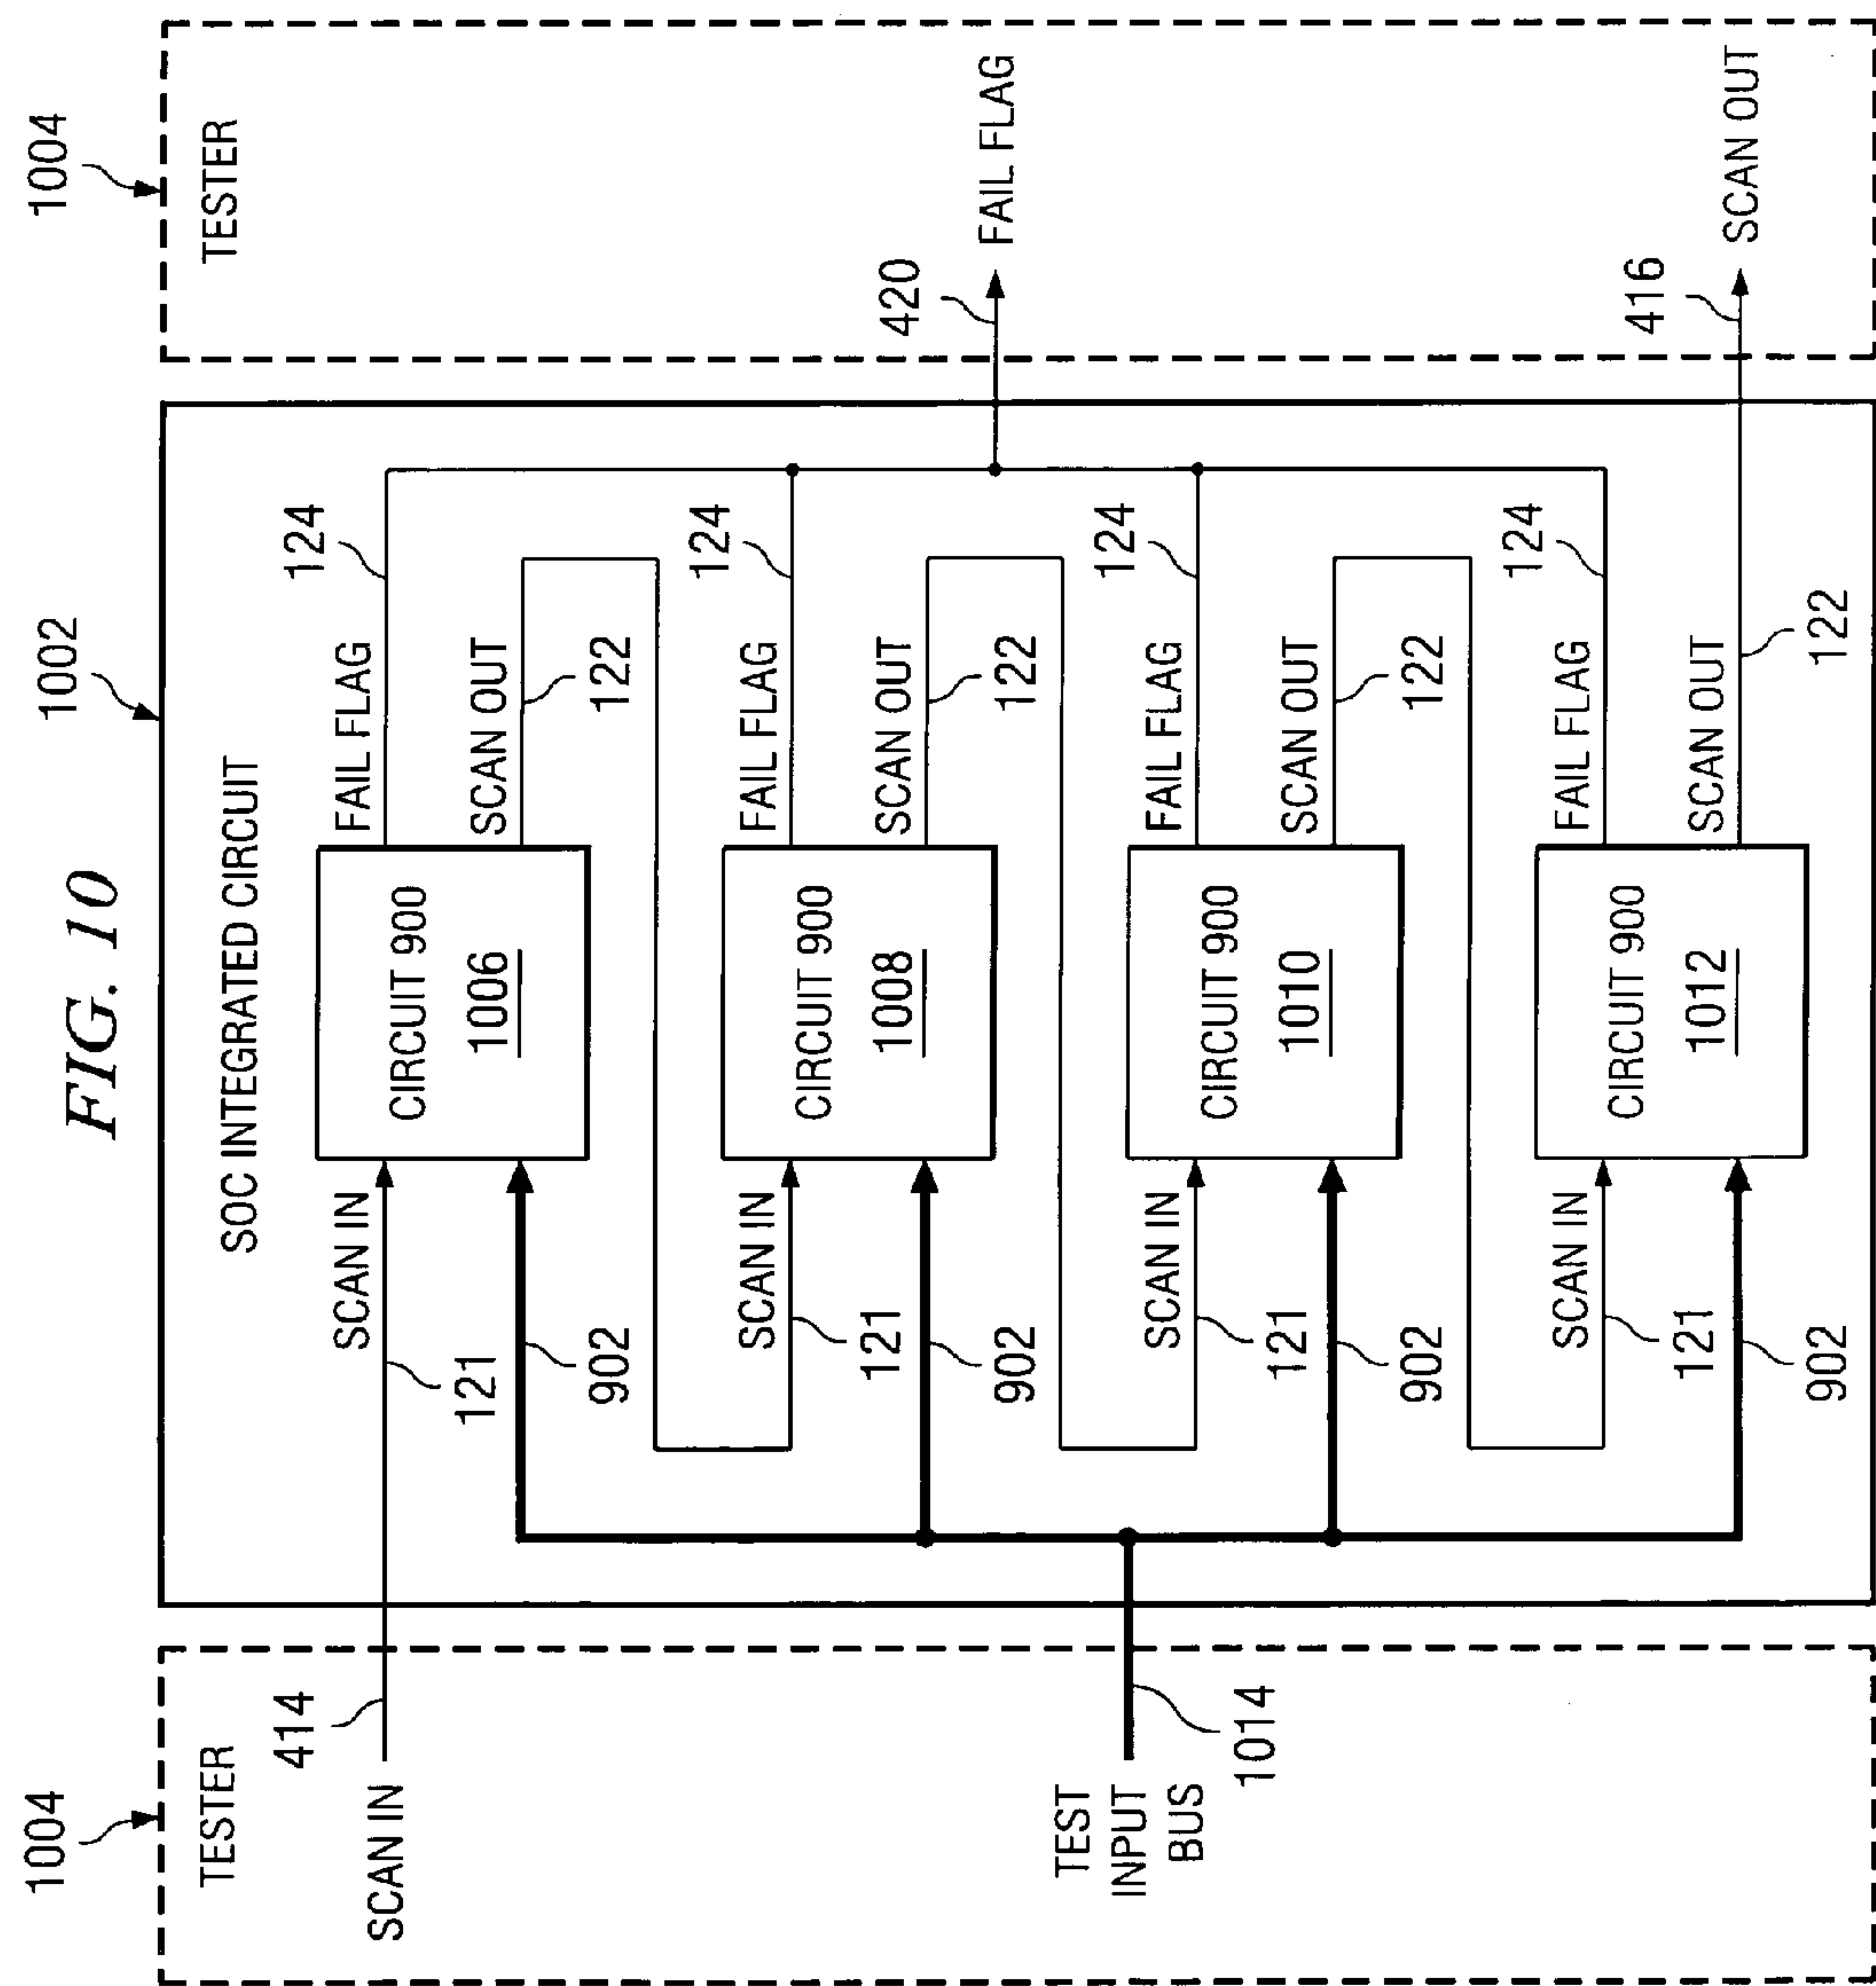 FIG. 10
1004
1002
1004
TESTER
SOC INTEGRATED CIRCUIT
TESTER
SCAN IN
414
SCAN IN
121
CIRCUIT 900
1006
902
FAIL FLAG
124
SCAN OUT
122
SCAN IN
121
CIRCUIT 900
1008
902
FAIL FLAG
124
SCAN OUT
122
420
FAIL FLAG
TEST
INPUT
BUS
1014
SCAN IN
121
CIRCUIT 900
1010
902
FAIL FLAG
124
SCAN OUT
122
SCAN IN
121
CIRCUIT 900
1012
902
FAIL FLAG
124
SCAN OUT
122
416
SCAN OUT